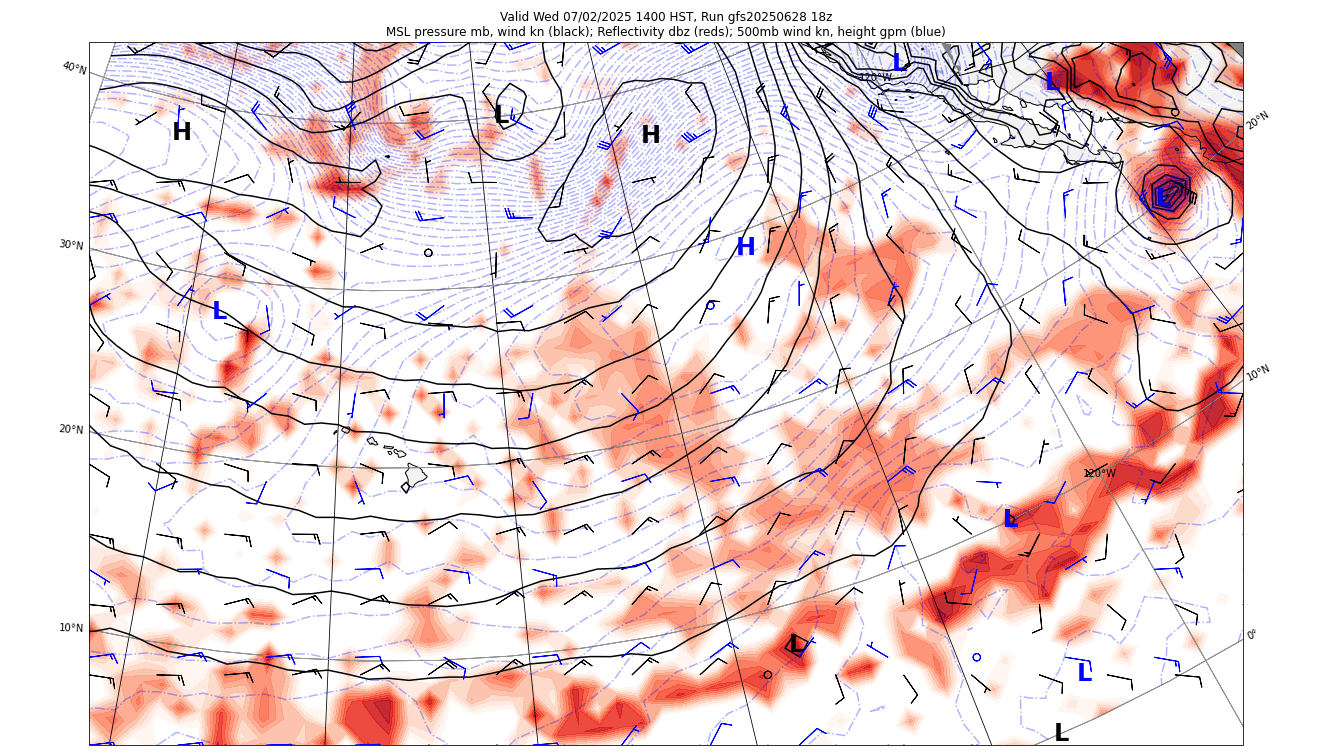 Valid Wed 07/02/2025 1400 HST, Run gfs20250628 18z
MSL pressure mb, wind kn (black); Reflectivity dbz (reds); 500mb wind kn, height gpm (blue)
40°N
L
120°W
L
20°N
H
L
H
L
30°N
H
L
10°N
20°N
120°W
L
10°N
0°
L
L
L